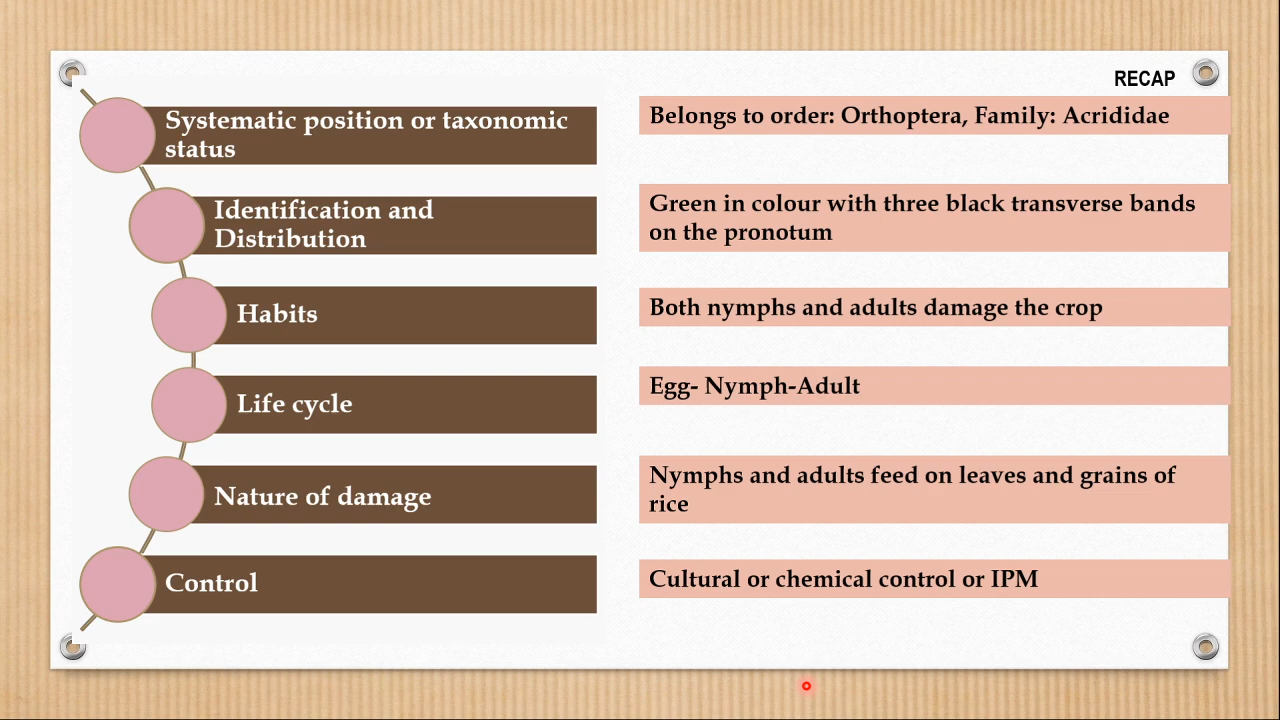 RECAP
Systematic position or taxonomic
status
Belongs to order: Orthoptera, Family: Acrididae
Identification and
Distribution
Green in colour with three black transverse bands
on the pronotum
Habits
Both nymphs and adults damage the crop
Life cycle
Egg- Nymph-Adult
Nature of damage
Nymphs and adults feed on leaves and grains of
rice
Control
Cultural or chemical control or IPM